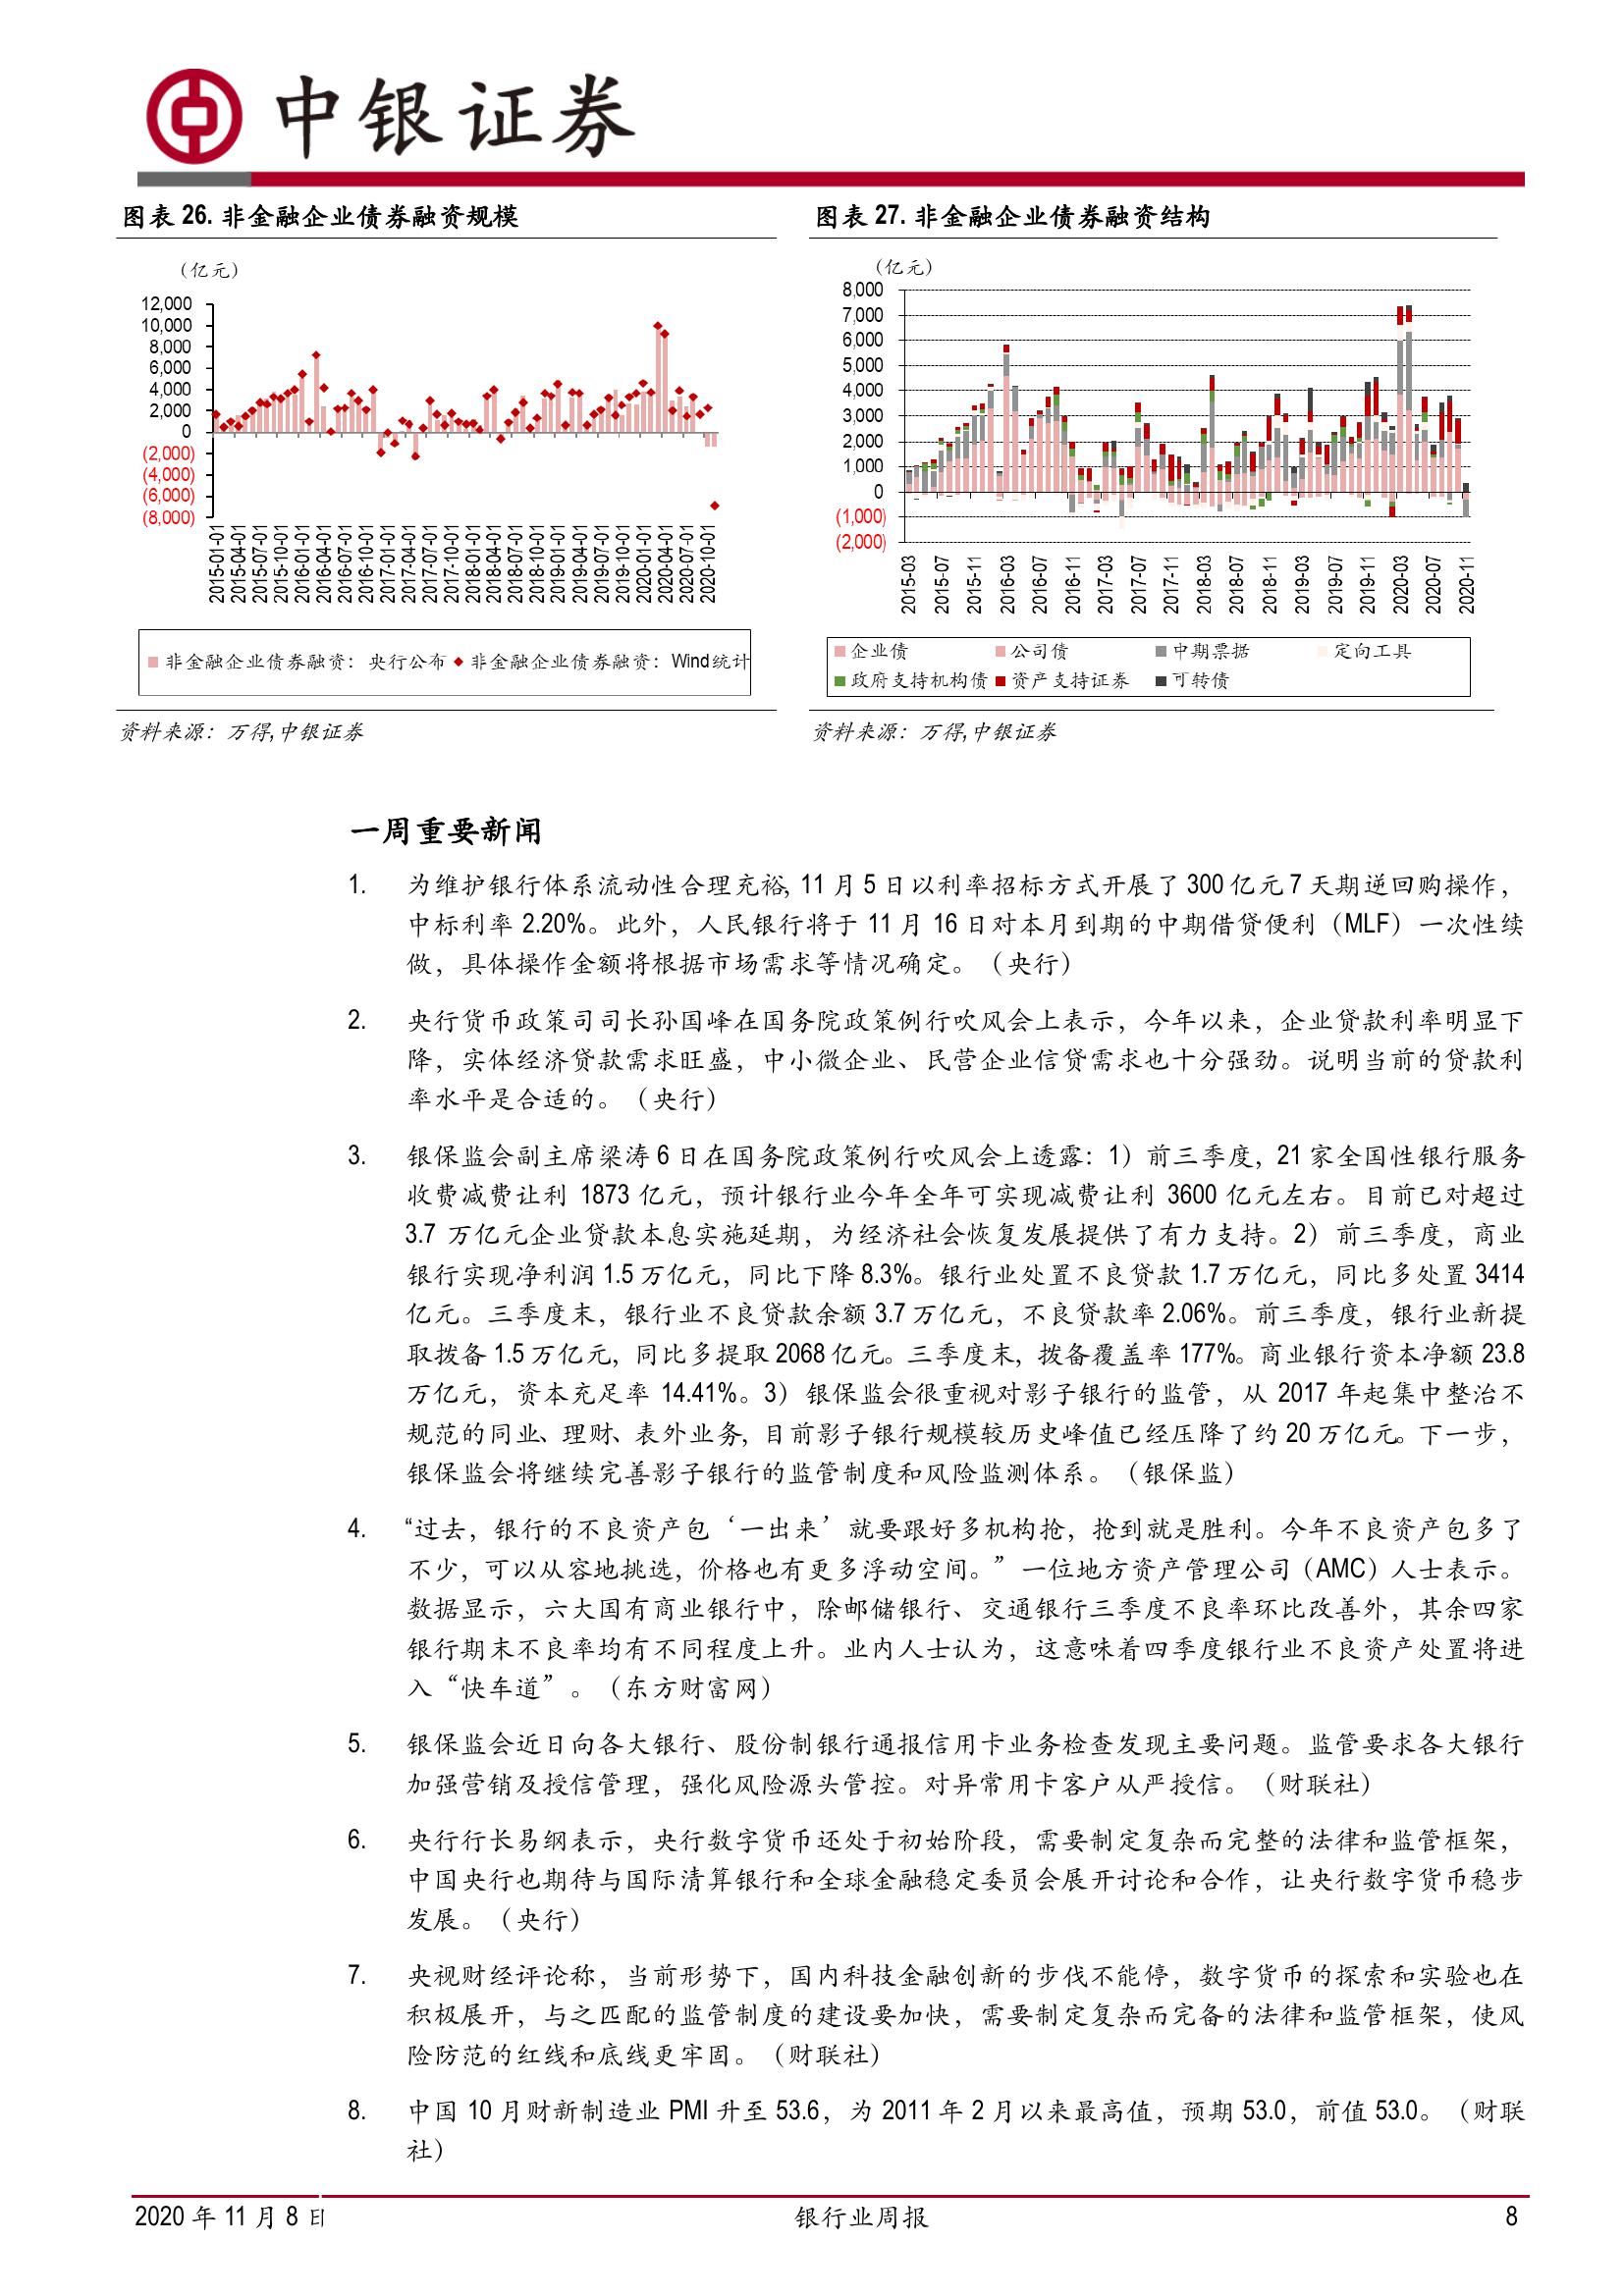 中银证券
图表 26. 非金融企业债券融资规模
(亿元)
12,000
10,000
8,000
6,000
4,000
2,000
0
(2,000)
(4,000)
(6,000)
(8,000)
2015-01-01
2015-04-01
2015-07-01
2015-10-01
2016-01-01
2016-04-01
2016-07-01
2016-10-01
2017-01-01
2017-04-01
2017-07-01
2017-10-01
2018-01-01
2018-04-01
2018-07-01
2018-10-01
2019-01-01
2019-04-01
2019-07-01
2019-10-01
2020-01-01
2020-04-01
2020-07-01
2020-10-01
非金融企业债券融资：央行公布 非金融企业债券融资：Wind统计
资料来源：万得,中银证券
图表 27. 非金融企业债券融资结构
(亿元)
8,000
7,000
6,000
5,000
4,000
3,000
2,000
1,000
0
(1,000)
(2,000)
2015-03
2015-07
2015-11
2016-03
2016-07
2016-11
2017-03
2017-07
2017-11
2018-03
2018-07
2018-11
2019-03
2019-07
2019-11
2020-03
2020-07
2020-11
企业债 公司债 中期票据 定向工具
政府支持机构债 资产支持证券 可转债
资料来源：万得,中银证券
一周重要新闻
1. 为维护银行体系流动性合理充裕, 11 月 5 日以利率招标方式开展了 300 亿元 7 天期逆回购操作，
中标利率 2.20%。此外，人民银行将于 11 月 16 日对本月到期的中期借贷便利（MLF）一次性续
做，具体操作金额将根据市场需求等情况确定。（央行）
2. 央行货币政策司司长孙国峰在国务院政策例行吹风会上表示，今年以来，企业贷款利率明显下
降，实体经济贷款需求旺盛，中小微企业、民营企业信贷需求也十分强劲。说明当前的贷款利
率水平是合适的。（央行）
3. 银保监会副主席梁涛 6 日在国务院政策例行吹风会上透露：1）前三季度，21 家全国性银行服务
收费减费让利 1873 亿元，预计银行业今年全年可实现减费让利 3600 亿元左右。目前已对超过
3.7 万亿元企业贷款本息实施延期，为经济社会恢复发展提供了有力支持。2）前三季度，商业
银行实现净利润 1.5 万亿元，同比下降 8.3%。银行业处置不良贷款 1.7 万亿元，同比多处置 3414
亿元。三季度末，银行业不良贷款余额 3.7 万亿元，不良贷款率 2.06%。前三季度，银行业新提
取拨备 1.5 万亿元，同比多提取 2068 亿元。三季度末，拨备覆盖率 177%。商业银行资本净额 23.8
万亿元，资本充足率 14.41%。3）银保监会很重视对影子银行的监管，从 2017 年起集中整治不
规范的同业、理财、表外业务，目前影子银行规模较历史峰值已经压降了约 20 万亿元。下一步，
银保监会将继续完善影子银行的监管制度和风险监测体系。（银保监）
4. “过去，银行的不良资产包‘一出来’就要跟好多机构抢，抢到就是胜利。今年不良资产包多了
不少，可以从容地挑选，价格也有更多浮动空间。”一位地方资产管理公司（AMC）人士表示。
数据显示，六大国有商业银行中，除邮储银行、交通银行三季度不良率环比改善外，其余四家
银行期末不良率均有不同程度上升。业内人士认为，这意味着四季度银行业不良资产处置将进
入“快车道”。（东方财富网）
5. 银保监会近日向各大银行、股份制银行通报信用卡业务检查发现主要问题。监管要求各大银行
加强营销及授信管理，强化风险源头管控。对异常用卡客户从严授信。（财联社）
6. 央行行长易纲表示，央行数字货币还处于初始阶段，需要制定复杂而完整的法律和监管框架，
中国央行也期待与国际清算银行和全球金融稳定委员会展开讨论和合作，让央行数字货币稳步
发展。（央行）
7. 央视财经评论称，当前形势下，国内科技金融创新的步伐不能停，数字货币的探索和实验也在
积极展开，与之匹配的监管制度的建设要加快，需要制定复杂而完备的法律和监管框架，使风
险防范的红线和底线更牢固。（财联社）
8. 中国 10 月财新制造业 PMI 升至 53.6，为 2011 年 2 月以来最高值，预期 53.0，前值 53.0。（财联
社）
2020 年 11 月 8 日 银行业周报 8